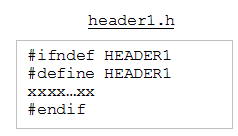 header1.h
#ifndef HEADER1
#define HEADER1
xxxx…xx
#endif